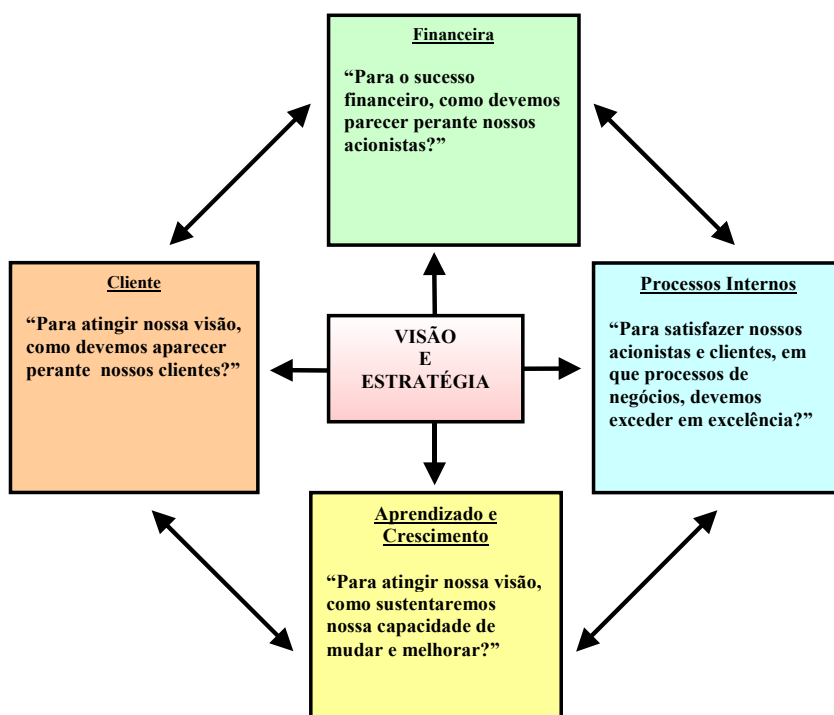 Financeira
“Para o sucesso
financeiro, como devemos
parecer perante nossos
acionistas?”
Cliente
“Para atingir nossa visão,
como devemos aparecer
perante nossos clientes?”
VISÃO
E
ESTRATÉGIA
Processos Internos
“Para satisfazer nossos
acionistas e clientes, em
que processos de
negócios, devemos
exceder em excelência?”
Aprendizado e
Crescimento
“Para atingir nossa visão,
como sustentaremos
nossa capacidade de
mudar e melhorar?”